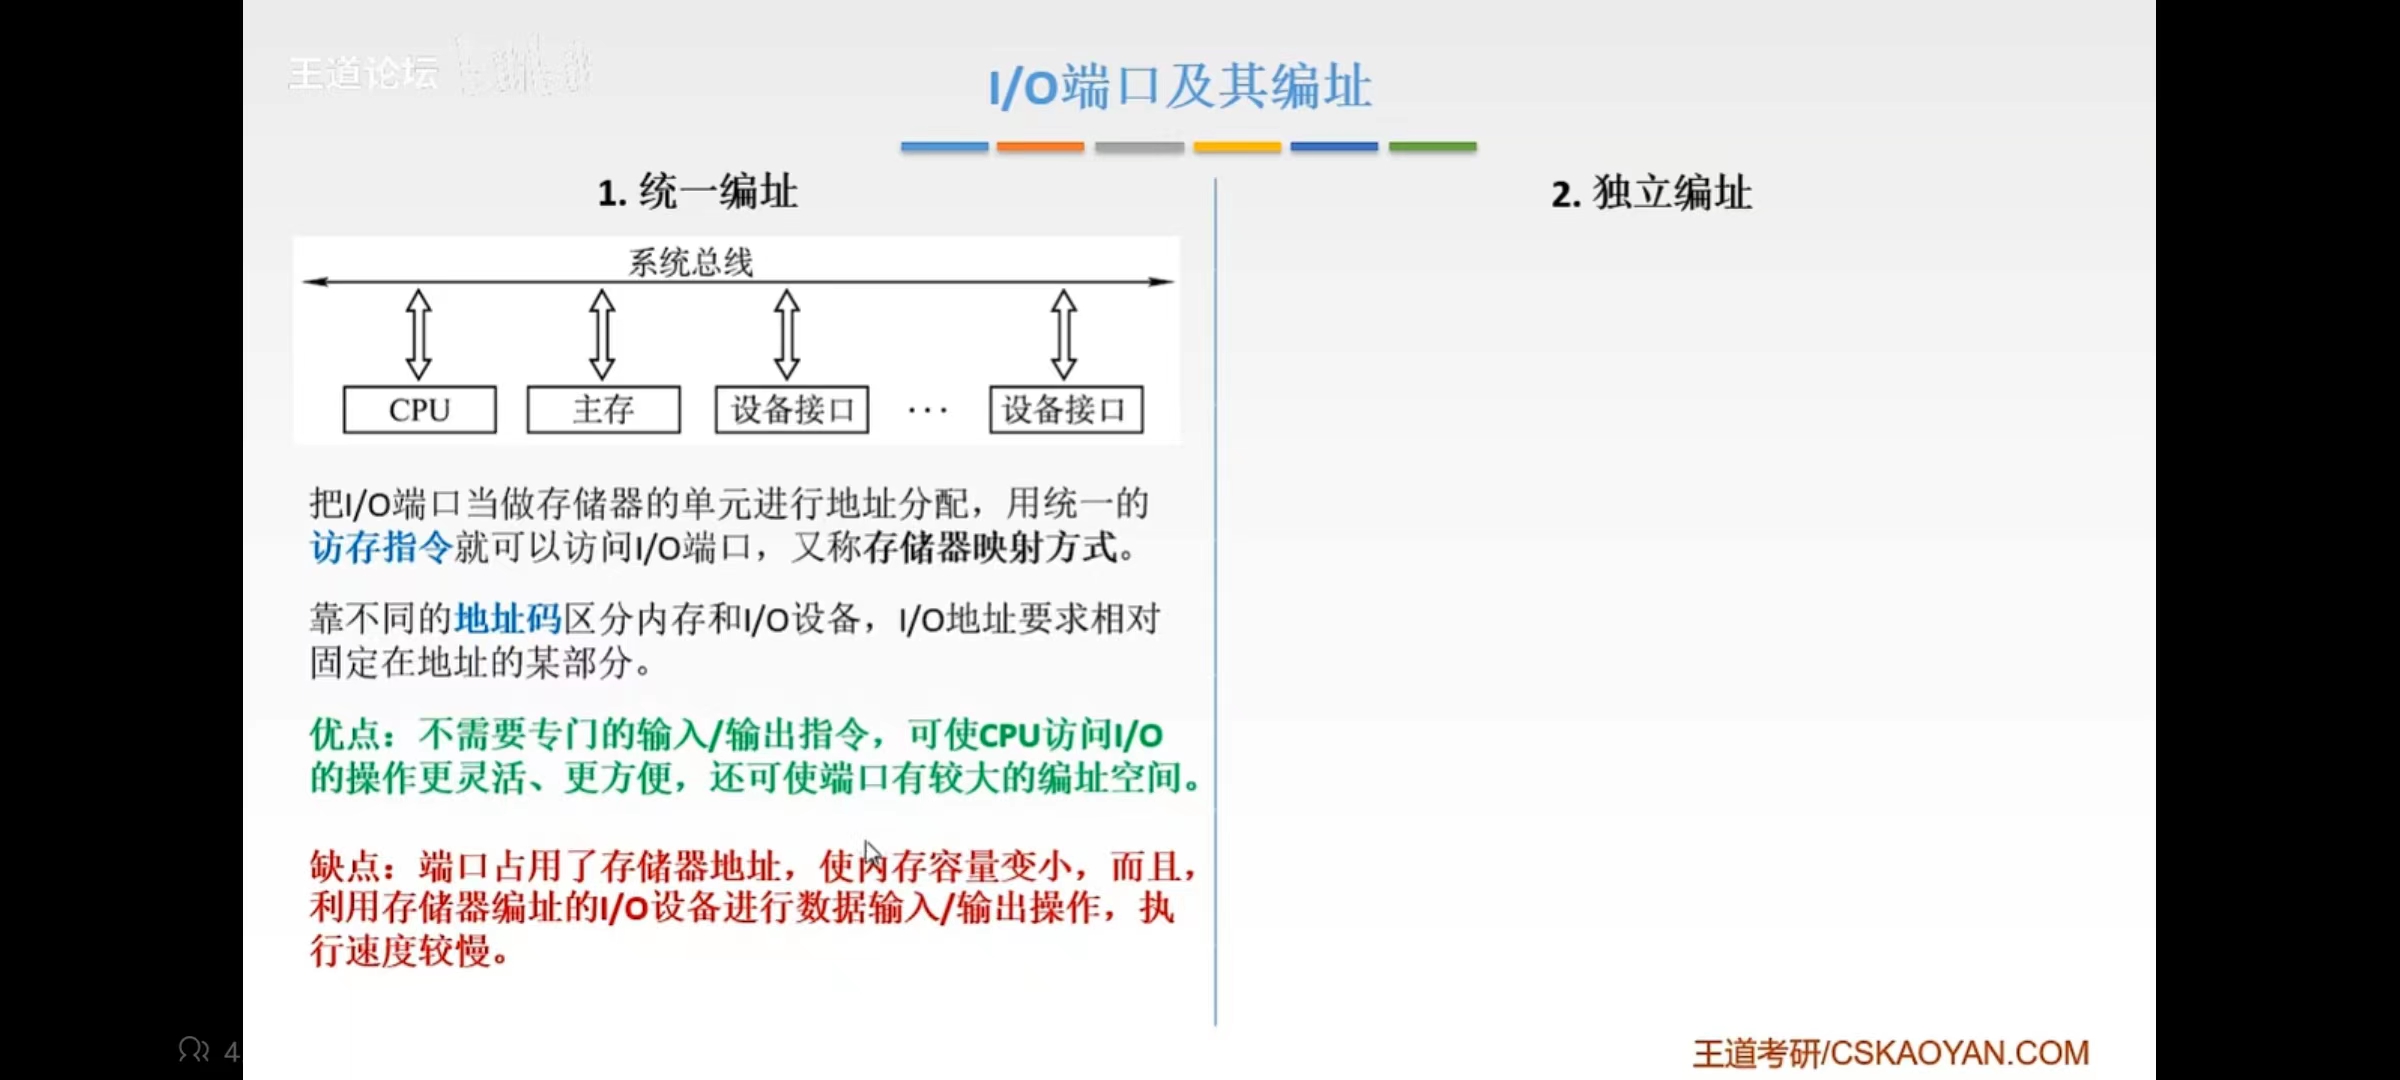 王道论坛
I/O端口及其编址
1. 统一编址
系统总线
CPU
主存
设备接口
...
设备接口
把I/O端口当做存储器的单元进行地址分配，用统一的
访存指令就可以访问I/O端口，又称存储器映射方式。
靠不同的地址码区分内存和I/O设备，I/O地址要求相对
固定在地址的某部分。
优点：不需要专门的输入/输出指令，可使CPU访问I/O
的操作更灵活、更方便，还可使端口有较大的编址空间。
缺点：端口占用了存储器地址，使内存容量变小，而且，
利用存储器编址的I/O设备进行数据输入/输出操作，执
行速度较慢。
2. 独立编址
4
王道考研/CSKAOYAN.COM